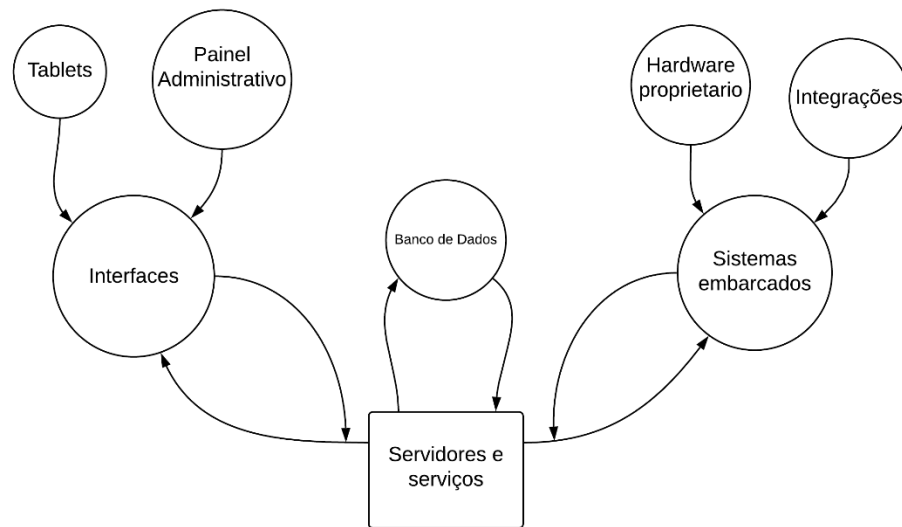 Tablets
Painel
Administrativo
Hardware
proprietario
Integrações
Banco de Dados
Interfaces
Sistemas
embarcados
Servidores e
serviços